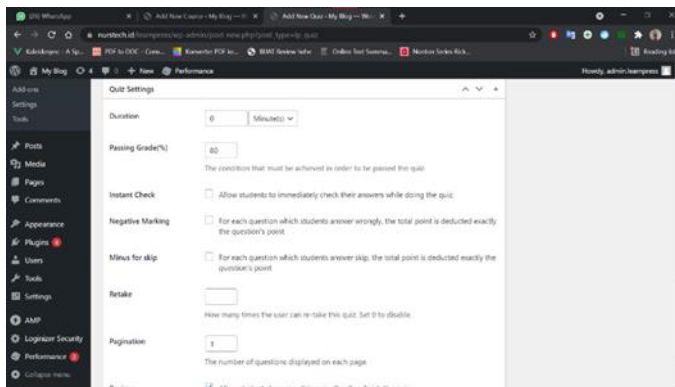 WhatsApp
Add New Course - My Blog
Add New Quiz - My Blog
nurstech.id/learnpress/wp-admin/post-new.php?post_type=lp_quiz
PDF to DOC - Conv...
Konverter PDF ke...
Online Text Summa...
Reading list
My Blog 4 0 + New Performance
Howdy, admin.learnpress
Add-ons
Settings
Tools
Posts
Media
Pages
Comments
Appearance
Plugins
Users
Tools
Settings
AMP
Loginizer Security
Performance
Collapse menu
Quiz Settings
Duration
0 Minute(s)
Passing Grade(%)
80
The condition that must be achieved in order to be passed the quiz.
Instant Check
Allow students to immediately check their answers while doing the quiz.
Negative Marking
For each question which students answer wrongly, the total point is deducted exactly
the question's point
Minus for skip
For each question which students answer skip, the total point is deducted exactly the
question's point
Retake
How many times the user can re-take this quiz. Set 0 to disable.
Pagination
1
The number of questions displayed on each page.